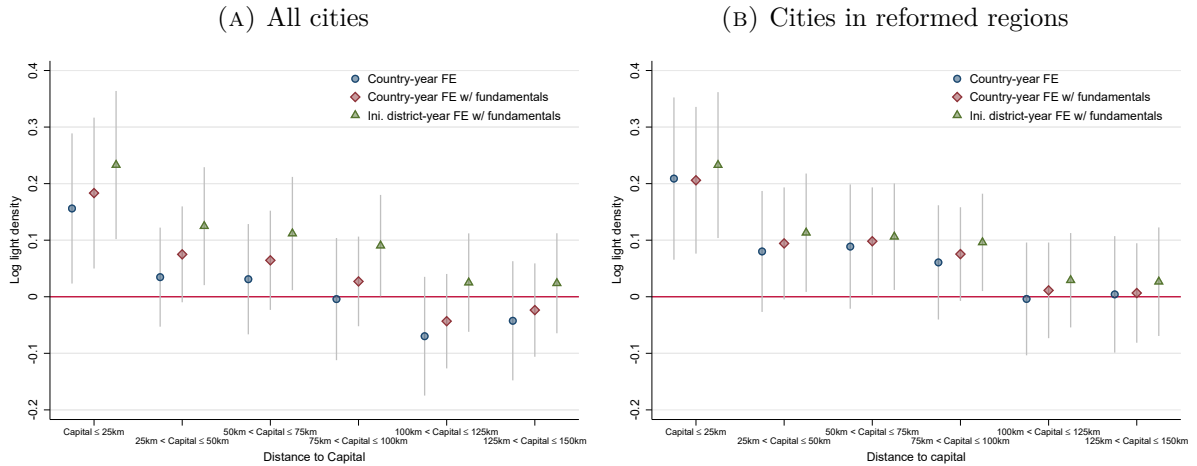 (A) All cities
Log light density
0.4
0.3
0.2
0.1
0
-0.1
-0.2
Country-year FE
Country-year FE w/ fundamentals
Ini. district-year FE w/ fundamentals
Capital ≤ 25km
25km < Capital ≤ 50km
50km < Capital ≤ 75km
75km < Capital ≤ 100km
100km < Capital ≤ 125km
125km < Capital ≤ 150km
Distance to Capital
(B) Cities in reformed regions
Log light density
0.4
0.3
0.2
0.1
0
-0.1
-0.2
Country-year FE
Country-year FE w/ fundamentals
Ini. district-year FE w/ fundamentals
Capital ≤ 25km
25km < Capital ≤ 50km
50km < Capital ≤ 75km
75km < Capital ≤ 100km
100km < Capital ≤ 125km
125km < Capital ≤ 150km
Distance to capital